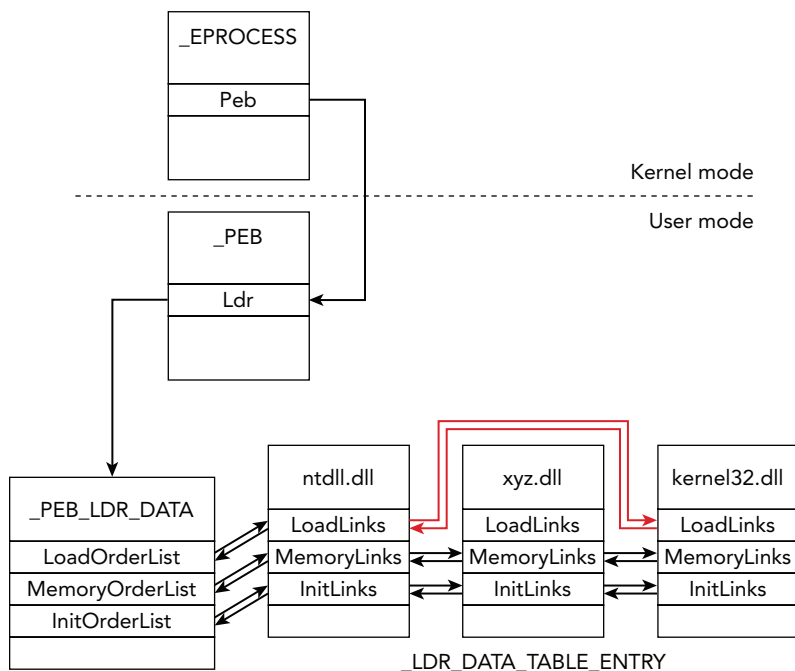 _EPROCESS
Peb
Kernel mode
User mode
_PEB
Ldr
_PEB_LDR_DATA
LoadOrderList
MemoryOrderList
InitOrderList
ntdll.dll
LoadLinks
MemoryLinks
InitLinks
xyz.dll
LoadLinks
MemoryLinks
InitLinks
kernel32.dll
LoadLinks
MemoryLinks
InitLinks
_LDR_DATA_TABLE_ENTRY